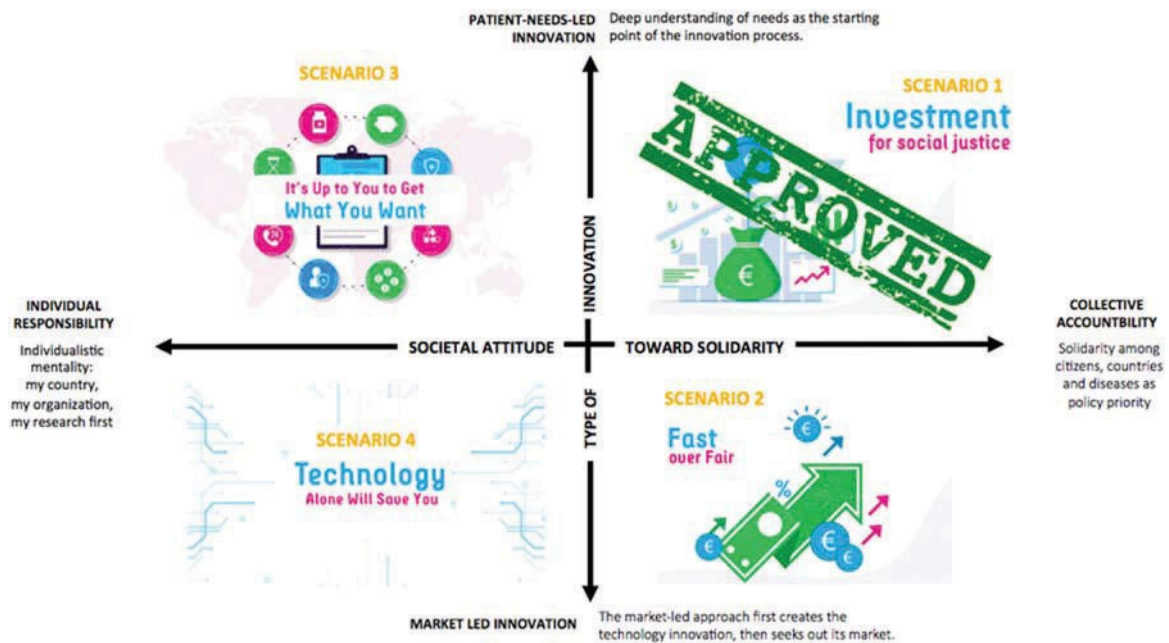 PATIENT-NEEDS-LED
INNOVATION
Deep understanding of needs as the starting
point of the innovation process.
SCENARIO 3
It's Up to You to Get
What You Want
SCENARIO 1
Investment
for social justice
APPROVED
INNOVATION
TYPE OF
INDIVIDUAL
RESPONSIBILITY
Individualistic
mentality:
my country,
my organization,
my research first
SOCIETAL ATTITUDE
TOWARD SOLIDARITY
COLLECTIVE
ACCOUNTBILITY
Solidarity among
citizens, countries
and diseases as
policy priority
SCENARIO 4
Technology
Alone Will Save You
SCENARIO 2
Fast
over Fair
%
€
€
€
€
€
MARKET LED INNOVATION
The market-led approach first creates the
technology innovation, then seeks out its market.